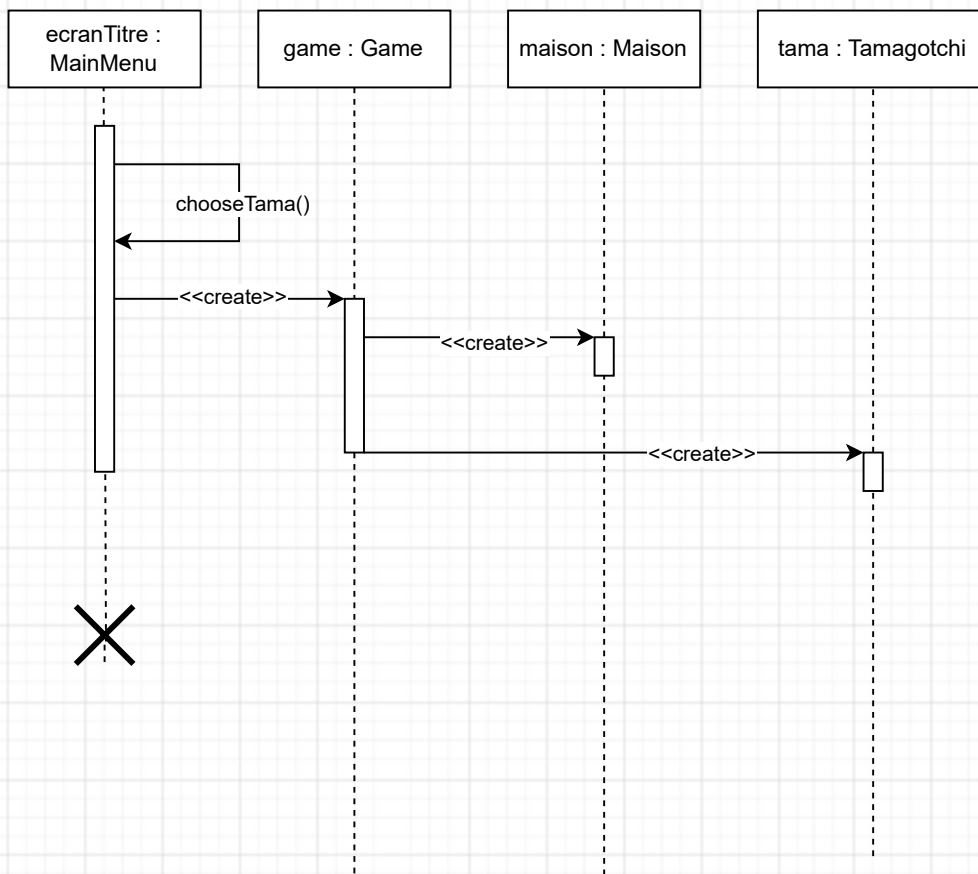 ecranTitre :
MainMenu
game : Game
maison : Maison
tama : Tamagotchi
chooseTama()
<<create>>
<<create>>
<<create>>